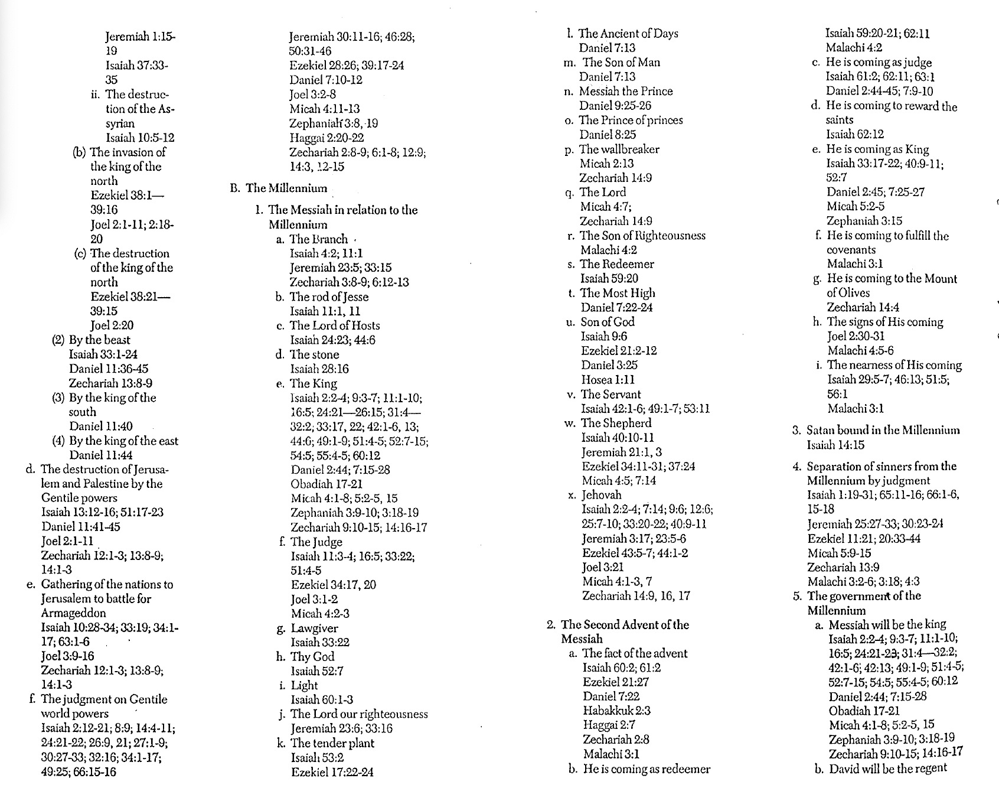 Jeremiah 1:15-
19
Isaiah 37:33-
35
ii. The destruc-
tion of the As-
syrian
Isaiah 10:5-12
(b) The invasion of
the king of the
north
Ezekiel 38:1—
39:16
Joel 2:1-11; 2:18-
20
(c) The destruction
of the king of the
north
Ezekiel 38:21—
39:15
Joel 2:20
(2) By the beast
Isaiah 33:1-24
Daniel 11:36-45
Zechariah 13:8-9
(3) By the king of the
south
Daniel 11:40
(4) By the king of the east
Daniel 11:44
d. The destruction of Jerusa-
lem and Palestine by the
Gentile powers
Isaiah 13:12-16; 51:17-23
Daniel 11:41-45
Joel 2:1-11
Zechariah 12:1-3; 13:8-9;
14:1-3
e. Gathering of the nations to
Jerusalem to battle for
Armageddon
Isaiah 10:28-34; 33:19; 34:1-
17; 63:1-6
Joel 3:9-16
Zechariah 12:1-3; 13:8-9;
14:1-3
f. The judgment on Gentile
world powers
Isaiah 2:12-21; 8:9; 14:4-11;
24:21-22; 26:9, 21; 27:1-9;
30:27-33; 32:16; 34:1-17;
49:25; 66:15-16
Jeremiah 30:11-16; 46:28;
50:31-46
Ezekiel 28:26; 39:17-24
Daniel 7:10-12
Joel 3:2-8
Micah 4:11-13
Zephaniah 3:8, 19
Haggai 2:20-22
Zechariah 2:8-9; 6:1-8; 12:9;
14:3, 12-15
B. The Millennium
1. The Messiah in relation to the
Millennium
a. The Branch
Isaiah 4:2; 11:1
Jeremiah 23:5; 33:15
Zechariah 3:8-9; 6:12-13
b. The rod of Jesse
Isaiah 11:1, 11
c. The Lord of Hosts
Isaiah 24:23; 44:6
d. The stone
Isaiah 28:16
e. The King
Isaiah 2:2-4; 9:3-7; 11:1-10;
16:5; 24:21—26:15; 31:4—
32:2; 33:17, 22; 42:1-6, 13;
44:6; 49:1-9; 51:4-5; 52:7-15;
54:5; 55:4-5; 60:12
Daniel 2:44; 7:15-28
Obadiah 17-21
Micah 4:1-8; 5:2-5, 15
Zephaniah 3:9-10; 3:18-19
Zechariah 9:10-15; 14:16-17
f. The Judge
Isaiah 11:3-4; 16:5; 33:22;
51:4-5
Ezekiel 34:17, 20
Joel 3:1-2
Micah 4:2-3
g. Lawgiver
Isaiah 33:22
h. Thy God
Isaiah 52:7
i. Light
Isaiah 60:1-3
j. The Lord our righteousness
Jeremiah 23:6; 33:16
k. The tender plant
Isaiah 53:2
Ezekiel 17:22-24
l. The Ancient of Days
Daniel 7:13
m. The Son of Man
Daniel 7:13
n. Messiah the Prince
Daniel 9:25-26
o. The Prince of princes
Daniel 8:25
p. The wallbreaker
Micah 2:13
Zechariah 14:9
q. The Lord
Micah 4:7;
Zechariah 14:9
r. The Son of Righteousness
Malachi 4:2
s. The Redeemer
Isaiah 59:20
t. The Most High
Daniel 7:22-24
u. Son of God
Isaiah 9:6
Ezekiel 21:2-12
Daniel 3:25
Hosea 1:11
v. The Servant
Isaiah 42:1-6; 49:1-7; 53:11
w. The Shepherd
Isaiah 40:10-11
Jeremiah 21:1, 3
Ezekiel 34:11-31; 37:24
Micah 4:5; 7:14
x. Jehovah
Isaiah 2:2-4; 7:14; 9:6; 12:6;
25:7-10; 33:20-22; 40:9-11
Jeremiah 3:17; 23:5-6
Ezekiel 43:5-7; 44:1-2
Joel 3:21
Micah 4:1-3, 7
Zechariah 14:9, 16, 17
2. The Second Advent of the
Messiah
a. The fact of the advent
Isaiah 60:2; 61:2
Ezekiel 21:27
Daniel 7:22
Habakkuk 2:3
Haggai 2:7
Zechariah 2:8
Malachi 3:1
b. He is coming as redeemer
Isaiah 59:20-21; 62:11
Malachi 4:2
c. He is coming as judge
Isaiah 61:2; 62:11; 63:1
Daniel 2:44-45; 7:9-10
d. He is coming to reward the
saints
Isaiah 62:12
e. He is coming as King
Isaiah 33:17-22; 40:9-11;
52:7
Daniel 2:45; 7:25-27
Micah 5:2-5
Zephaniah 3:15
f. He is coming to fulfill the
covenants
Malachi 3:1
g. He is coming to the Mount
of Olives
Zechariah 14:4
h. The signs of His coming
Joel 2:30-31
Malachi 4:5-6
i. The nearness of His coming
Isaiah 29:5-7; 46:13; 51:5;
56:1
Malachi 3:1
3. Satan bound in the Millennium
Isaiah 14:15
4. Separation of sinners from the
Millennium by judgment
Isaiah 1:19-31; 65:11-16; 66:1-6,
15-18
Jeremiah 25:27-33; 30:23-24
Ezekiel 11:21; 20:33-44
Micah 5:9-15
Zechariah 13:9
Malachi 3:2-6; 3:18; 4:3
5. The government of the
Millennium
a. Messiah will be the king
Isaiah 2:2-4; 9:3-7; 11:1-10;
16:5; 24:21-23; 31:4—32:2;
42:1-6; 42:13; 49:1-9; 51:4-5;
52:7-15; 54:5; 55:4-5; 60:12
Daniel 2:44; 7:15-28
Obadiah 17-21
Micah 4:1-8; 5:2-5, 15
Zephaniah 3:9-10; 3:18-19
Zechariah 9:10-15; 14:16-17
b. David will be the regent